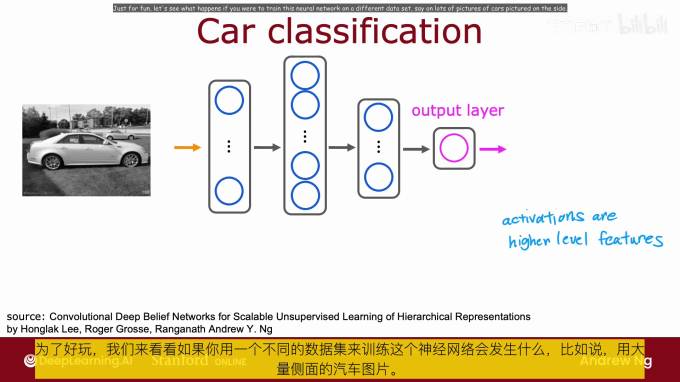 Just for fun, let's see what happens if you were to train this neural network on a different data set, say on lots of pictures of cars pictured on the side.
Car classification
bilibili
output layer
activations are
higher level features
source: Convolutional Deep Belief Networks for Scalable Unsupervised Learning of Hierarchical Representations
by Honglak Lee, Roger Grosse, Ranganath Andrew Y. Ng
为了好玩，我们来看看如果你用一个不同的数据集来训练这个神经网络会发生什么，比如说，用大
量侧面的汽车图片。
DeepLearning.AI Stanford ONLINE Andrew Ng